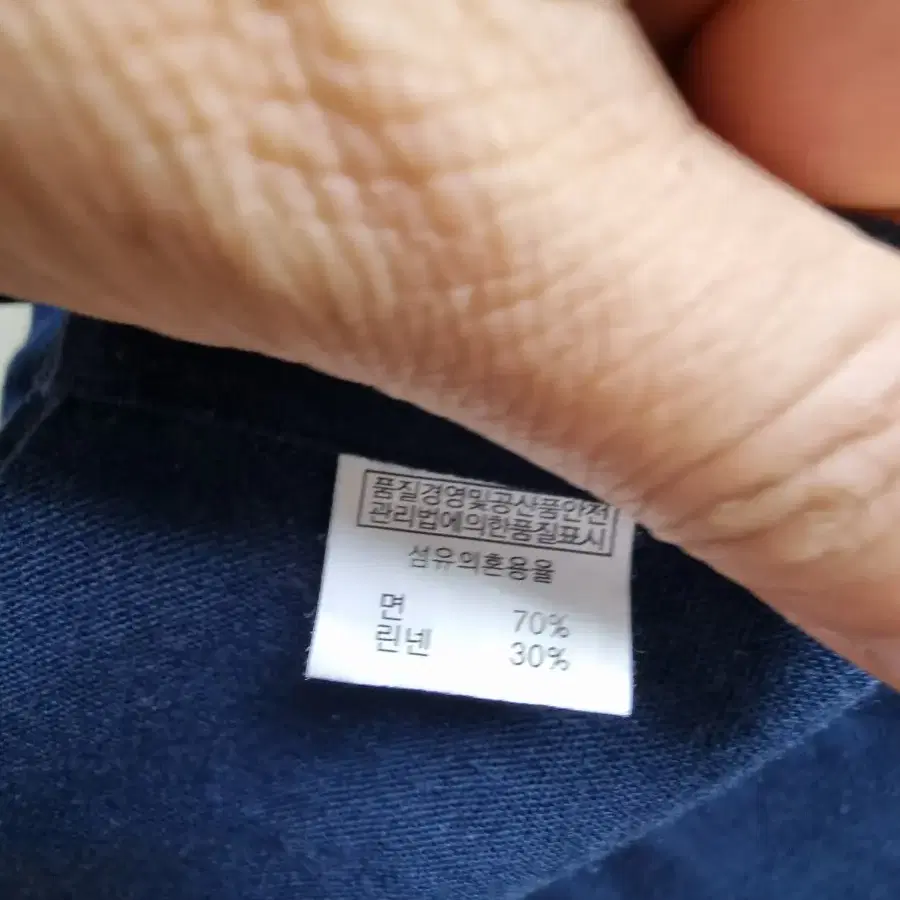 품질경영및공산품안전
관리법에의한품질표시
섬유의혼용율
면 70%
린넨 30%